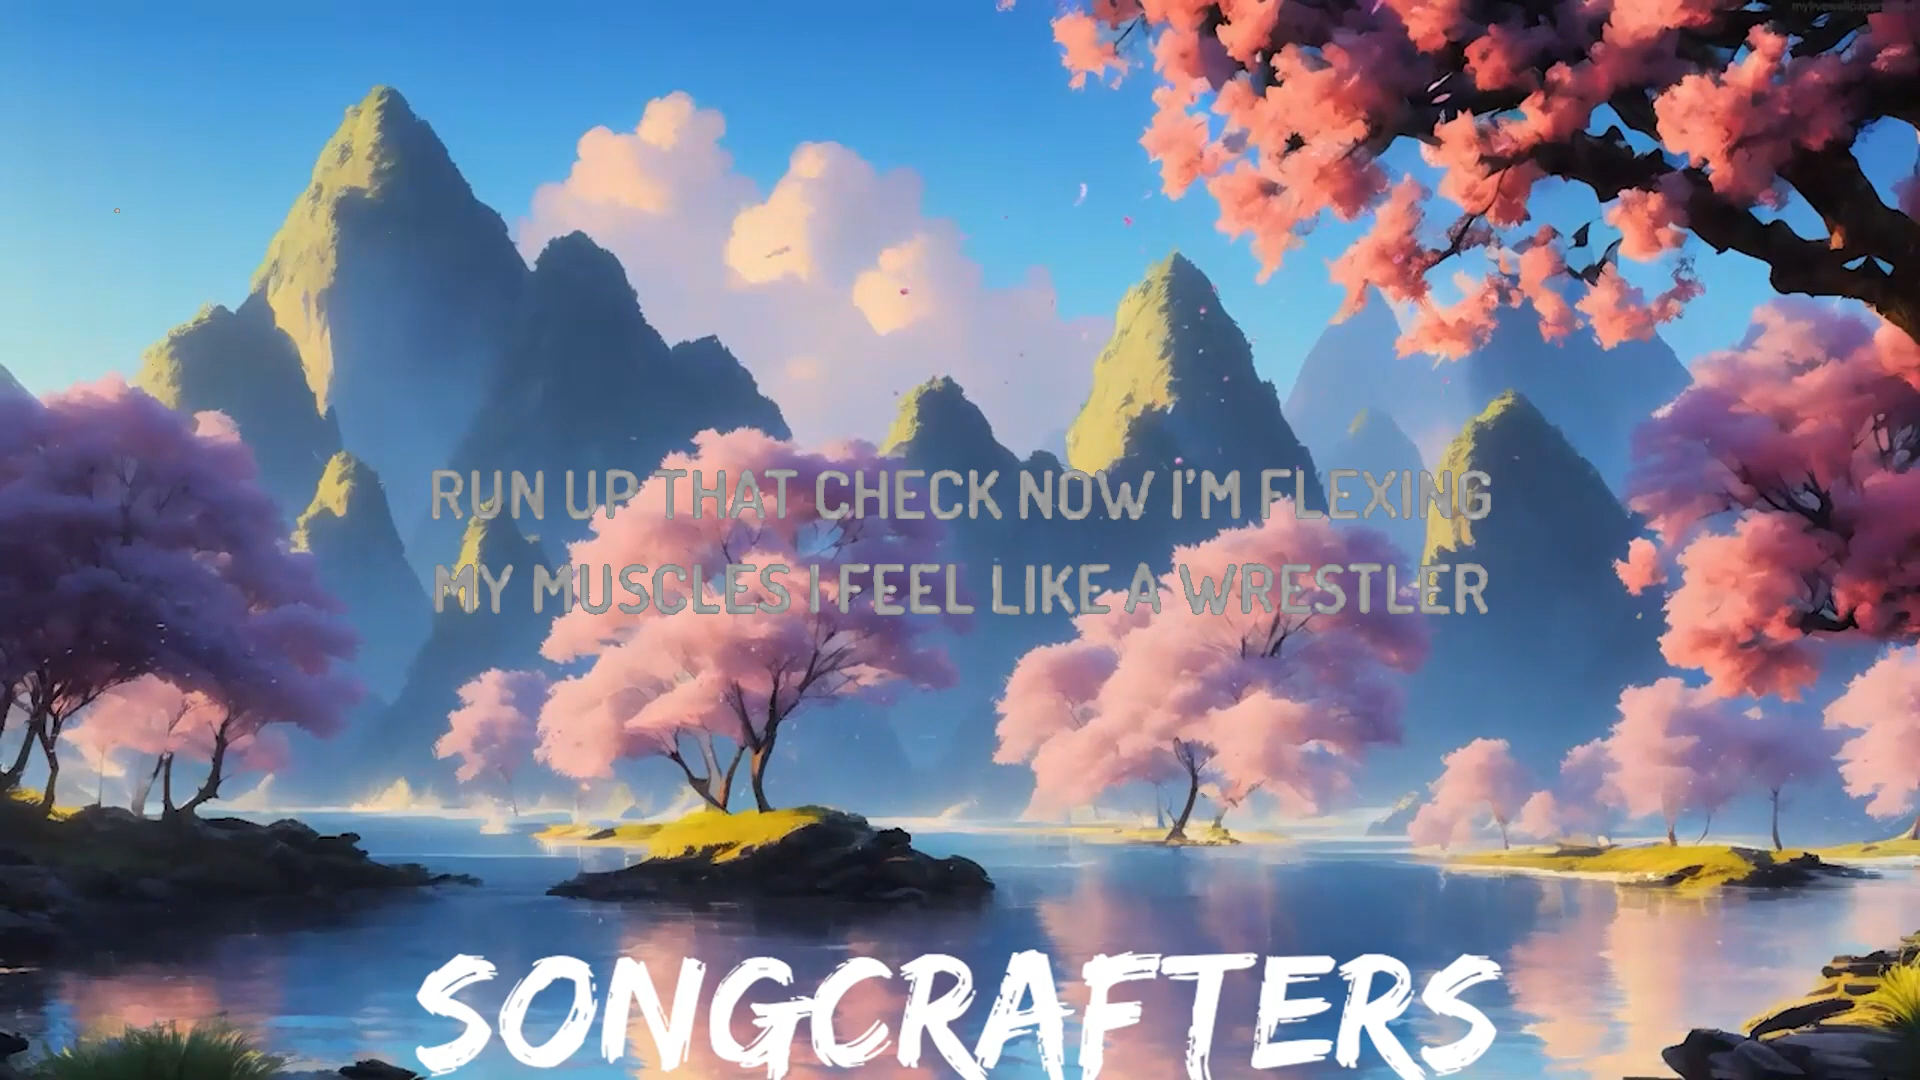 RUN UP THAT CHECK NOW I'M FLEXING
MY MUSCLES I FEEL LIKE A WRESTLER
SONGCRAFTERS